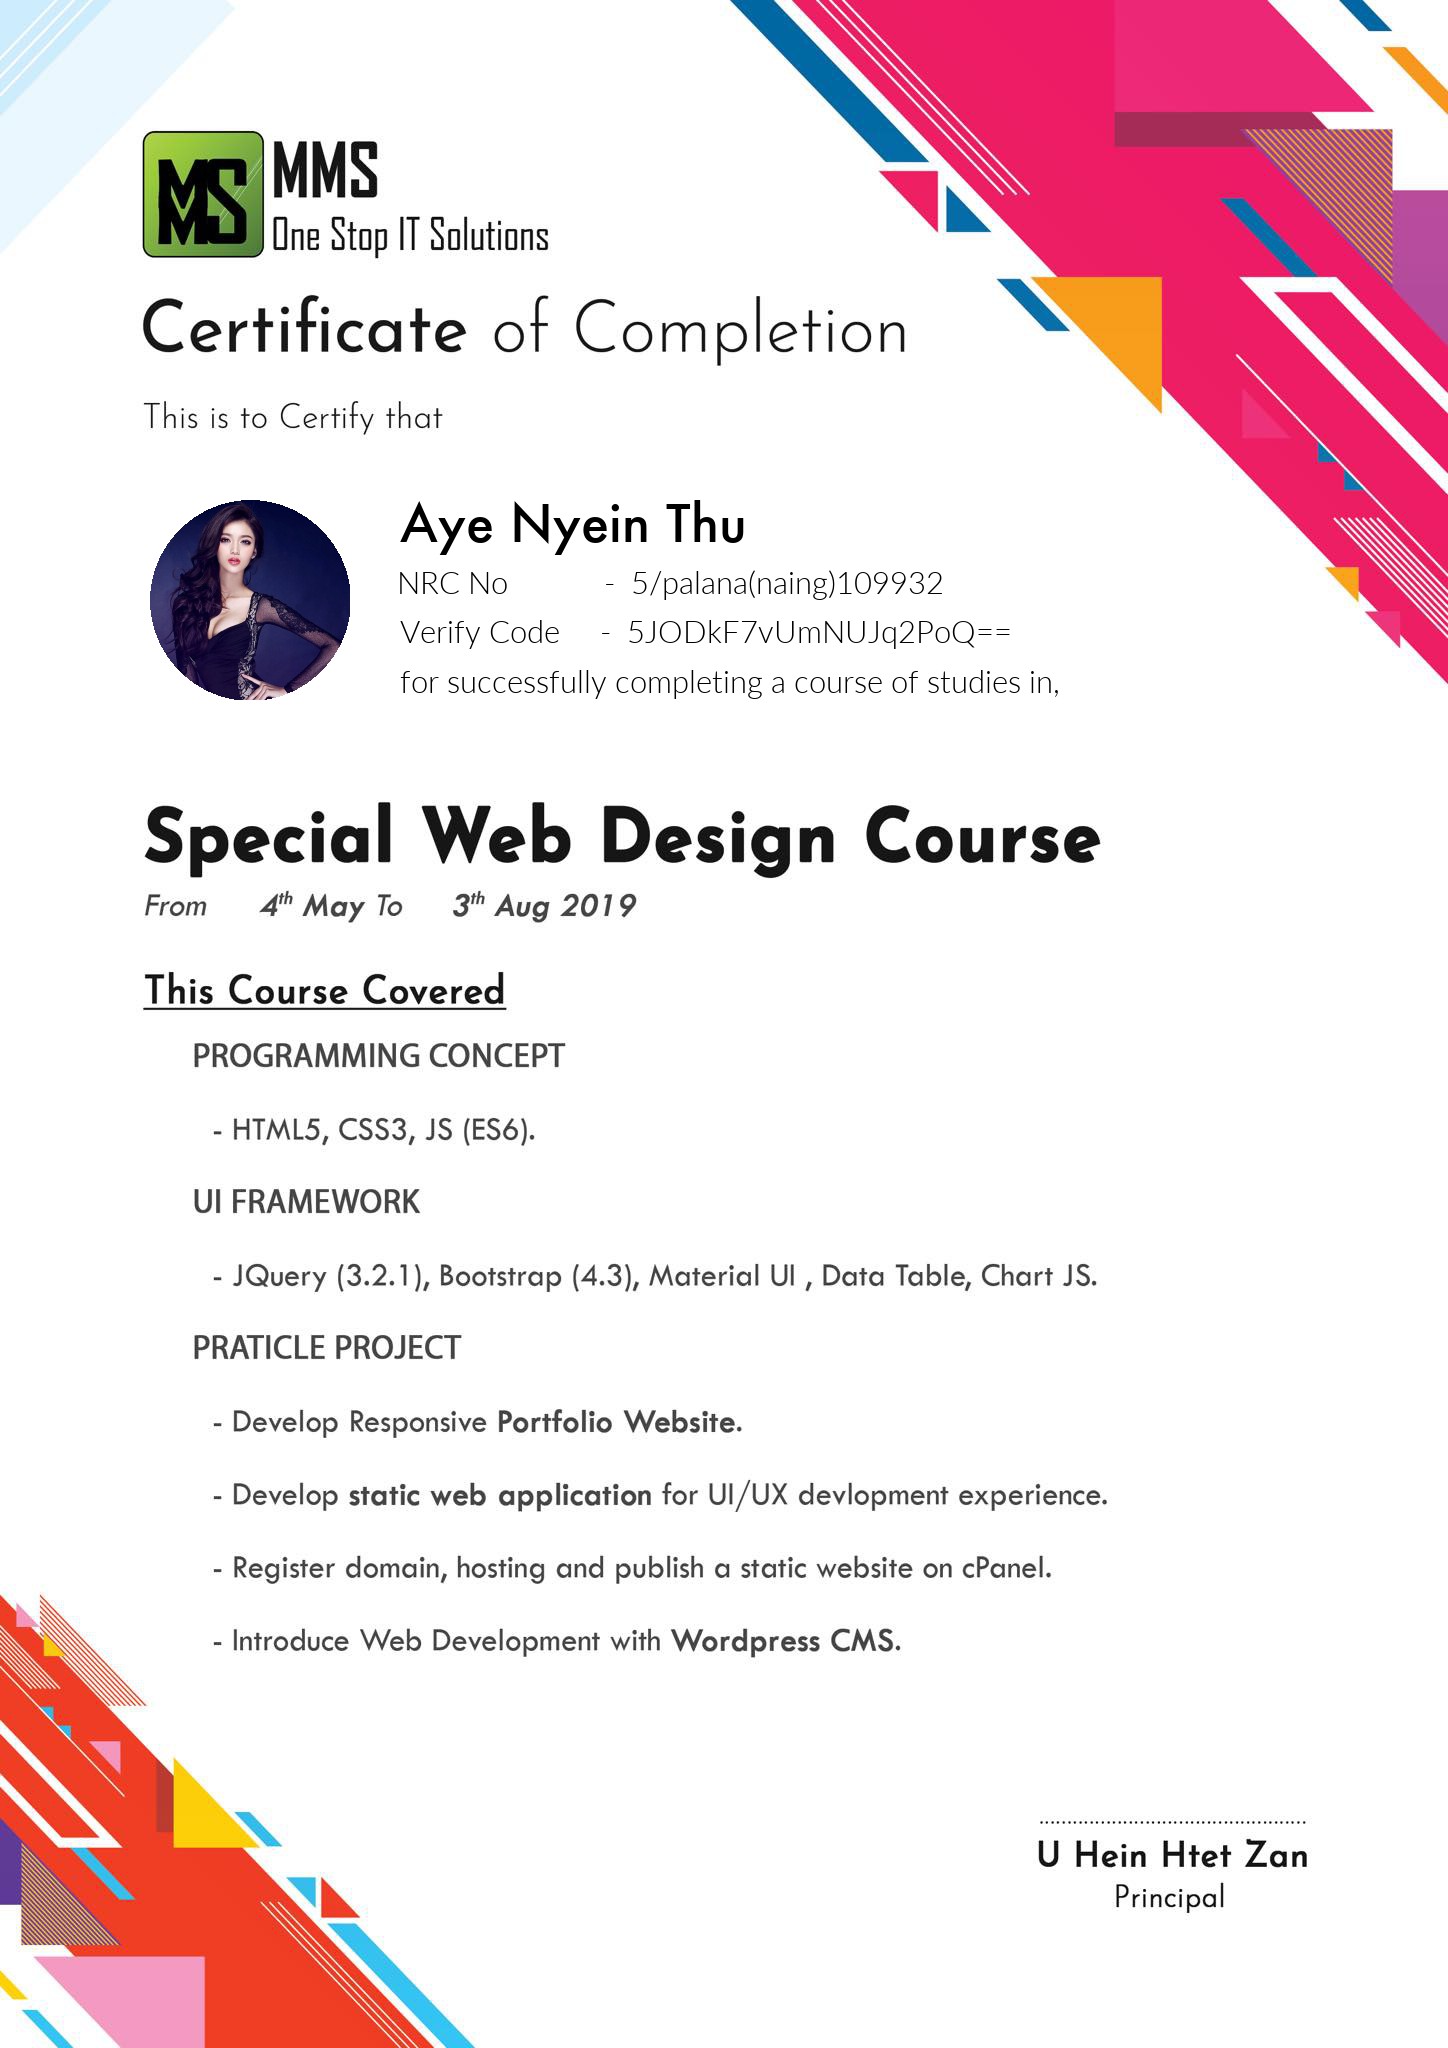 MMS
MMS
One Stop IT Solutions
Certificate of Completion
This is to Certify that
Aye Nyein Thu
NRC No - 5/palana(naing)109932
Verify Code - 5JODkF7vUmNUJq2PoQ==
for successfully completing a course of studies in,
Special Web Design Course
From 4th May To 3th Aug 2019
This Course Covered
PROGRAMMING CONCEPT
- HTML5, CSS3, JS (ES6).
UI FRAMEWORK
- JQuery (3.2.1), Bootstrap (4.3), Material UI , Data Table, Chart JS.
PRATICLE PROJECT
- Develop Responsive Portfolio Website.
- Develop static web application for UI/UX devlopment experience.
- Register domain, hosting and publish a static website on cPanel.
- Introduce Web Development with Wordpress CMS.
U Hein Htet Zan
Principal